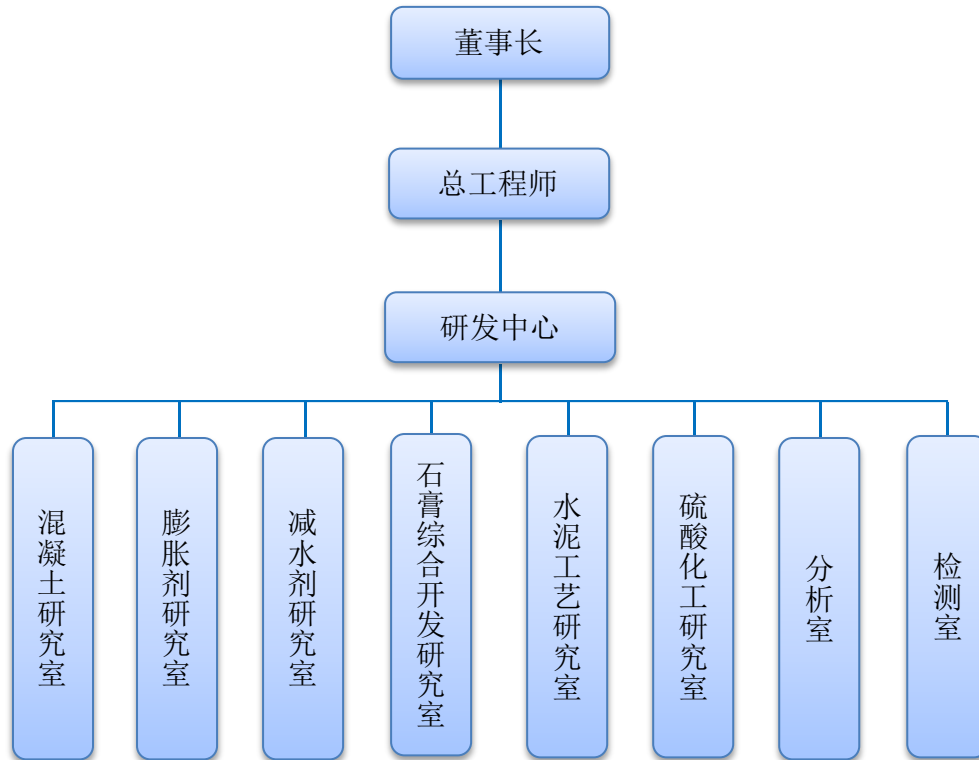 董事长
总工程师
研发中心
混凝土研究室
膨胀剂研究室
减水剂研究室
石膏综合开发研究室
水泥工艺研究室
硫酸化工研究室
分析室
检测室